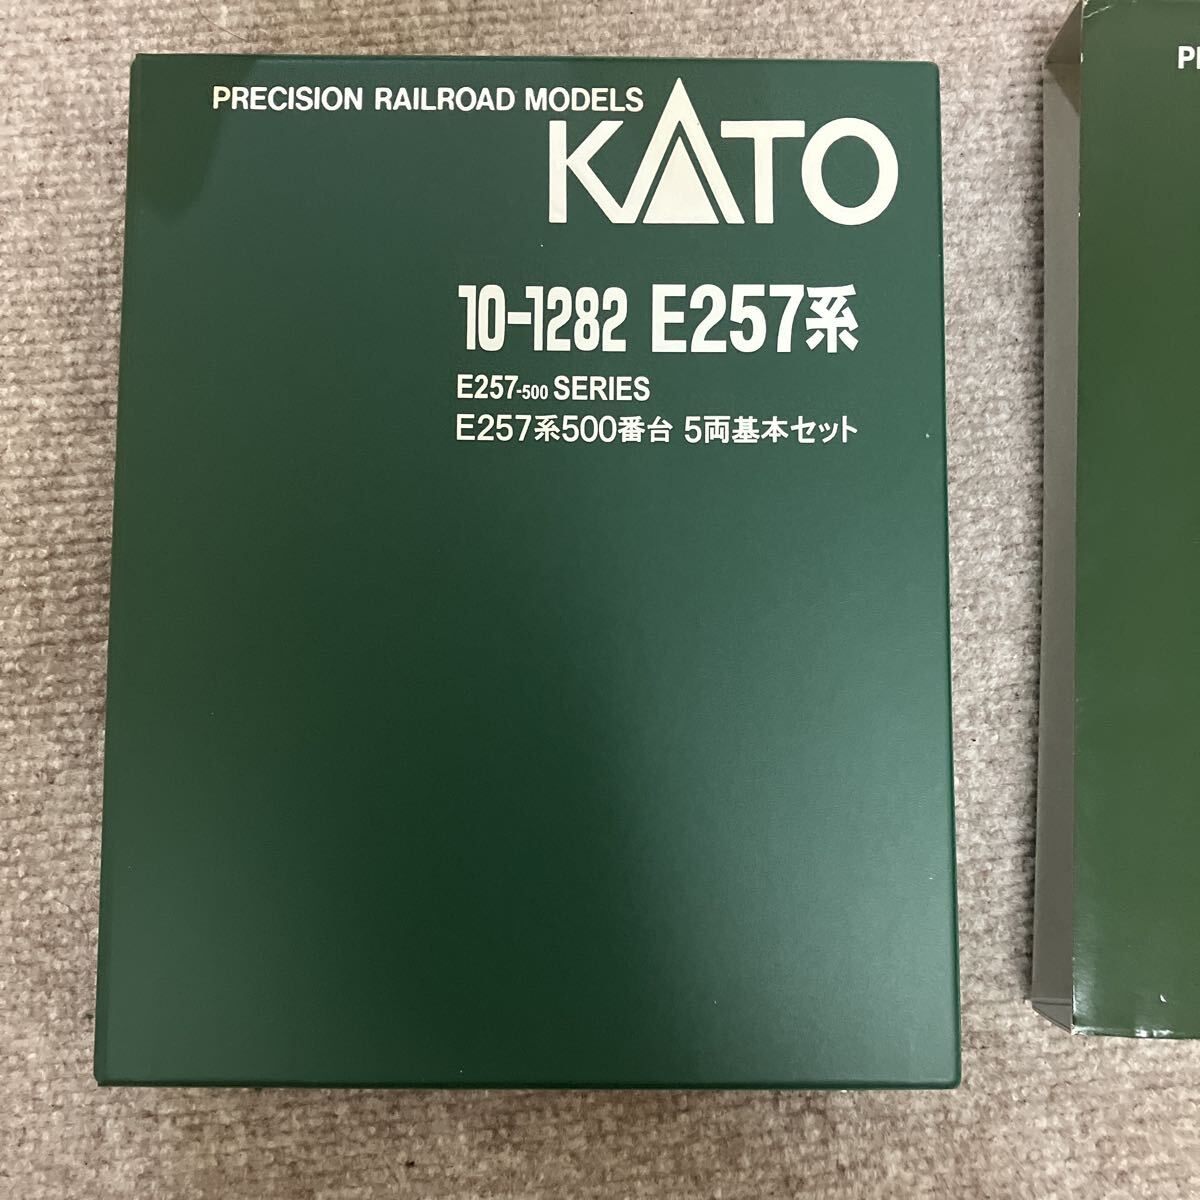 PRECISION RAILROAD MODELS
KATO
10-1282 E257系
E257-500 SERIES
E257系500番台 5両基本セット